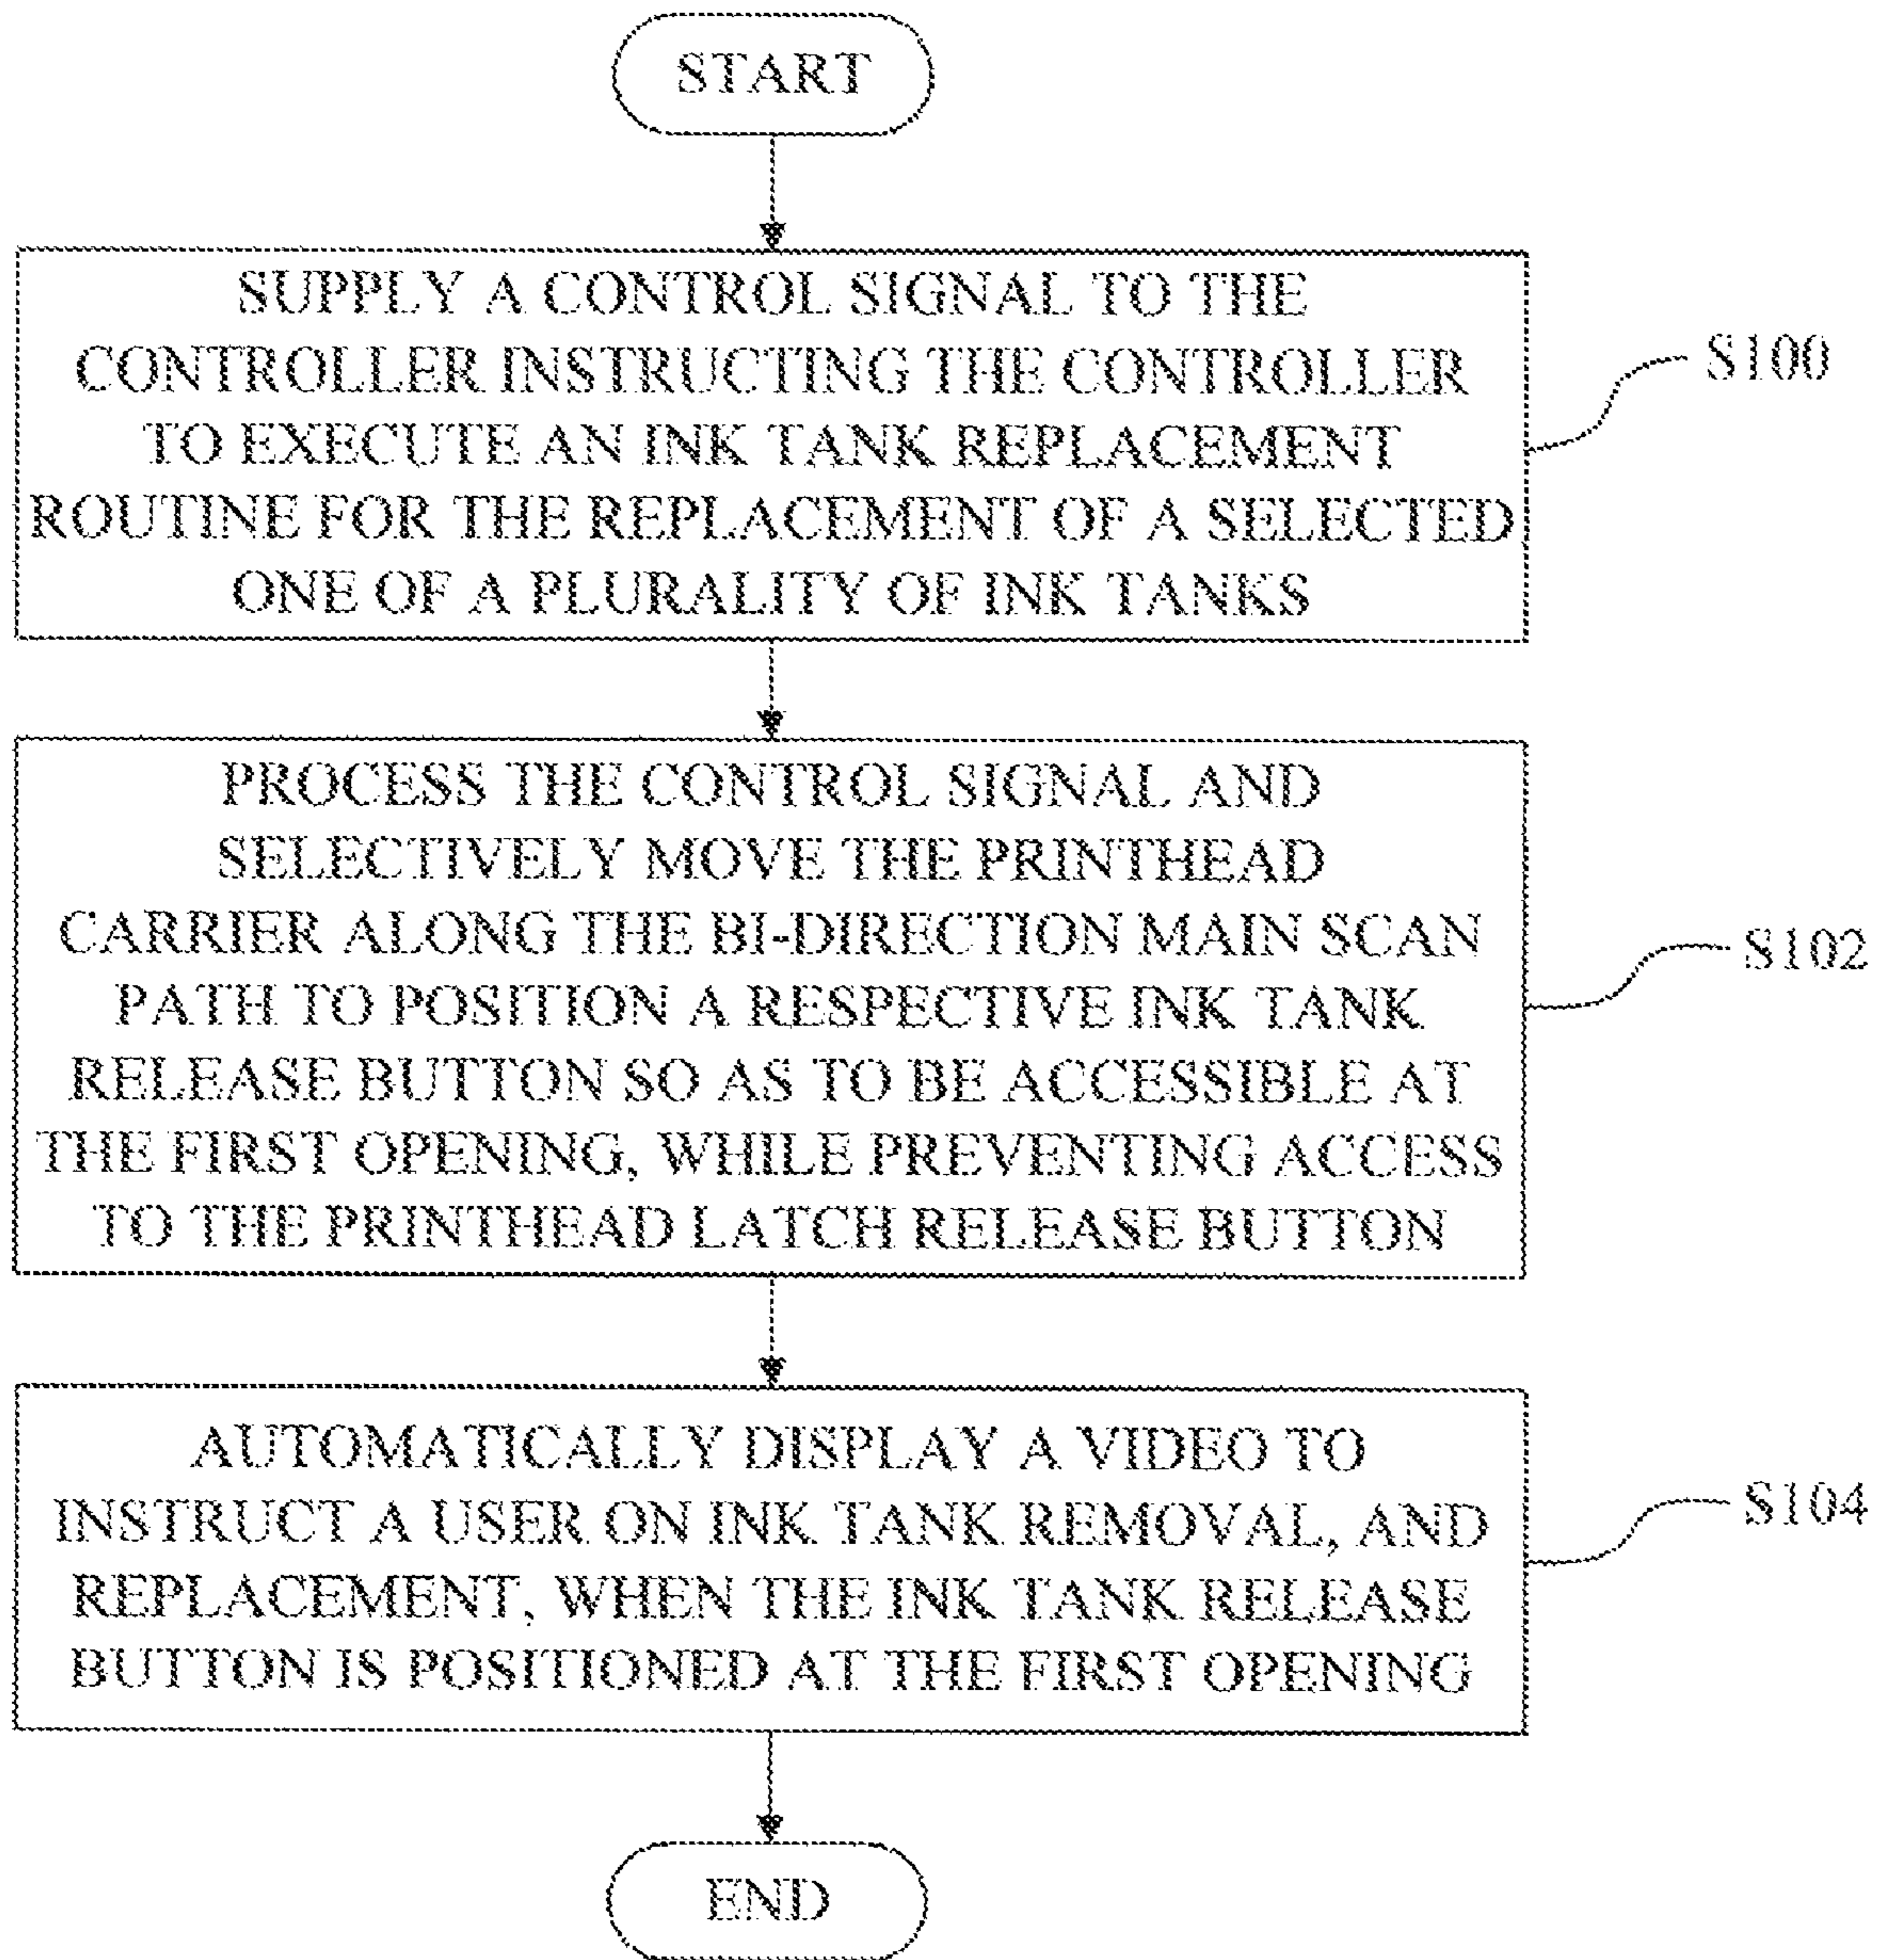 START
SUPPLY A CONTROL SIGNAL TO THE
CONTROLLER INSTRUCTING THE CONTROLLER
TO EXECUTE AN INK TANK REPLACEMENT
ROUTINE FOR THE REPLACEMENT OF A SELECTED
ONE OF A PLURALITY OF INK TANKS
S100
PROCESS THE CONTROL SIGNAL AND
SELECTIVELY MOVE THE PRINTHEAD
CARRIER ALONG THE BI-DIRECTION MAIN SCAN
PATH TO POSITION A RESPECTIVE INK TANK
RELEASE BUTTON SO AS TO BE ACCESSIBLE AT
THE FIRST OPENING, WHILE PREVENTING ACCESS
TO THE PRINTHEAD LATCH RELEASE BUTTON
S102
AUTOMATICALLY DISPLAY A VIDEO TO
INSTRUCT A USER ON INK TANK REMOVAL, AND
REPLACEMENT, WHEN THE INK TANK RELEASE
BUTTON IS POSITIONED AT THE FIRST OPENING
S104
END